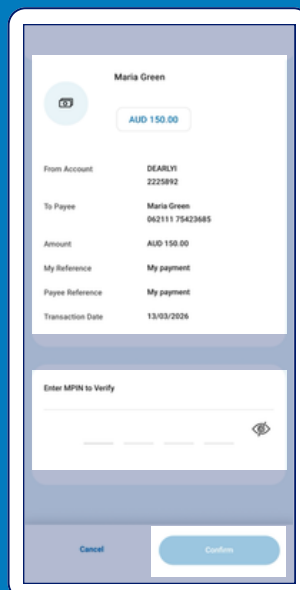 Maria Green
AUD 150.00
From Account DEARLYI
2225892
To Payee Maria Green
062111 75423685
Amount AUD 150.00
My Reference My payment
Payee Reference My payment
Transaction Date 13/03/2026
Enter MPIN to Verify
Cancel Confirm